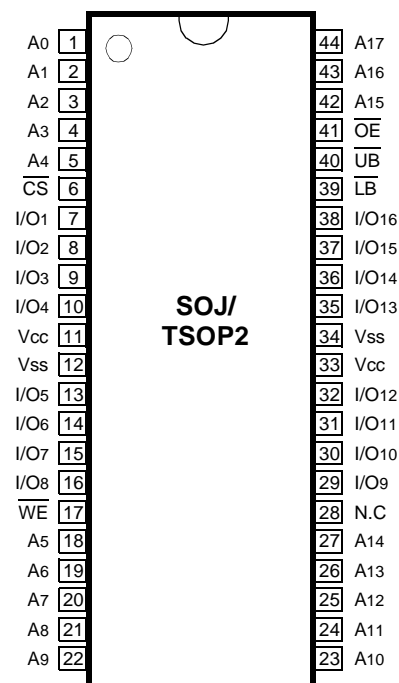 A0 1 44 A17
A1 2 43 A16
A2 3 42 A15
A3 4 41 OE
A4 5 40 UB
CS 6 39 LB
I/O1 7 38 I/O16
I/O2 8 37 I/O15
I/O3 9 36 I/O14
I/O4 10 35 I/O13
SOJ/
TSOP2
Vcc 11 34 Vss
Vss 12 33 Vcc
I/O5 13 32 I/O12
I/O6 14 31 I/O11
I/O7 15 30 I/O10
I/O8 16 29 I/O9
WE 17 28 N.C
A5 18 27 A14
A6 19 26 A13
A7 20 25 A12
A8 21 24 A11
A9 22 23 A10